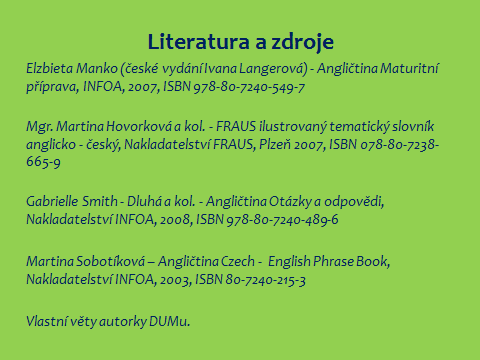 Literatura a zdroje
Elzbieta Manko (české vydání Ivana Langerová) - Angličtina Maturitní
příprava, INFOA, 2007, ISBN 978-80-7240-549-7
Mgr. Martina Hovorková a kol. - FRAUS ilustrovaný tematický slovník
anglicko - český, Nakladatelství FRAUS, Plzeň 2007, ISBN 078-80-7238-
665-9
Gabrielle Smith - Dluhá a kol. - Angličtina Otázky a odpovědi,
Nakladatelství INFOA, 2008, ISBN 978-80-7240-489-6
Martina Sobotíková – Angličtina Czech - English Phrase Book,
Nakladatelství INFOA, 2003, ISBN 80-7240-215-3
Vlastní věty autorky DUMu.